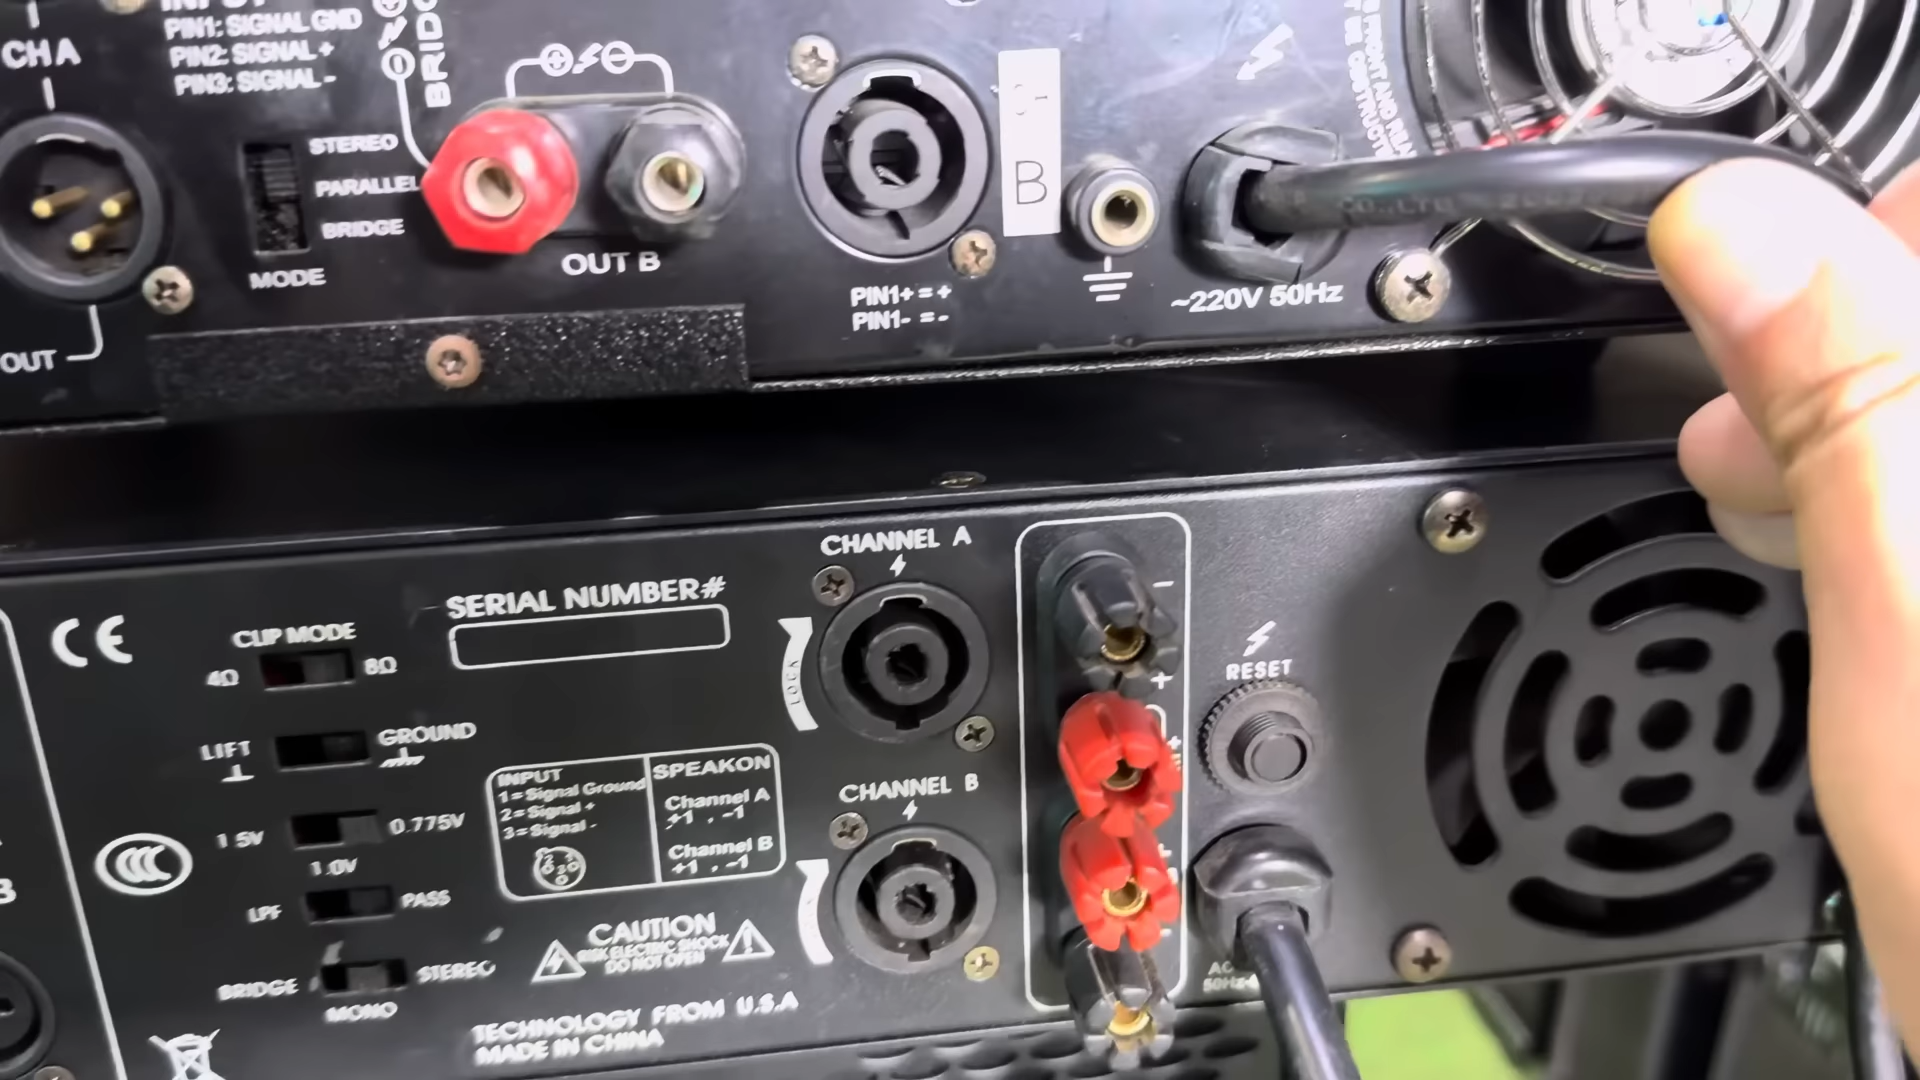 INPUT
PIN1: SIGNAL GND
PIN2: SIGNAL +
PIN3: SIGNAL -
CH A
STEREO
PARALLEL
BRIDGE
MODE
OUT
OUT B
B
PIN1+ = +
PIN1- = -
~220V 50Hz
CE
CLIP MODE
4Ω
8Ω
LIFT
GROUND
1.5V
0.775V
1.0V
LPF
PASS
BRIDGE
STEREO
MONO
SERIAL NUMBER#
INPUT
1 = Signal Ground
2 = Signal +
3 = Signal -
SPEAKON
Channel A
+1 , -1
Channel B
+1 , -1
CAUTION
RISK ELECTRIC SHOCK
DO NOT OPEN
TECHNOLOGY FROM U.S.A
MADE IN CHINA
CHANNEL A
LOCK
CHANNEL B
- 
+
RESET
AC